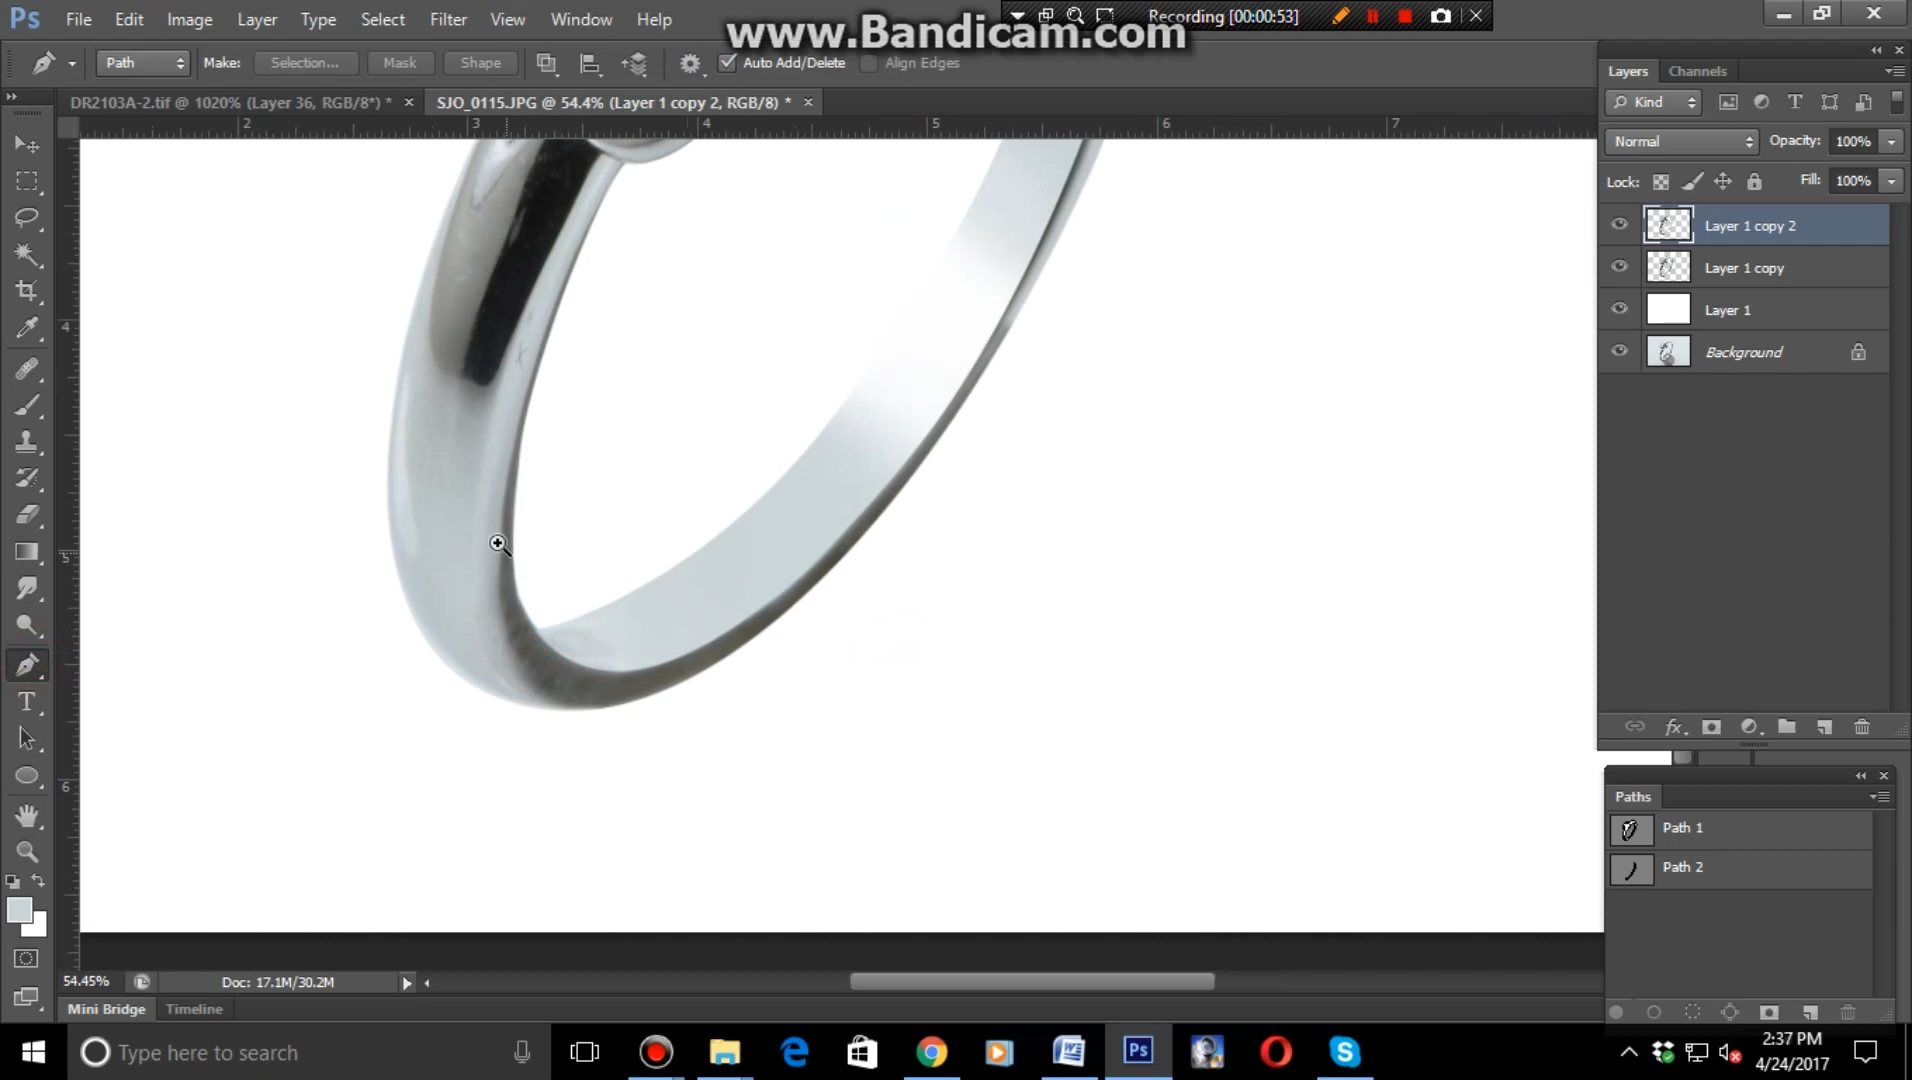 Ps File Edit Image Layer Type Select Filter View Window Help
Recording [00:00:53]
www.Bandicam.com
Path Make: Selection... Mask Shape Auto Add/Delete Align Edges
DR2103A-2.tif @ 1020% (Layer 36, RGB/8*) * × SJO_0115.JPG @ 54.4% (Layer 1 copy 2, RGB/8) * ×
2 3 4 5 6 7
4
5
6
Layers Channels
Kind
Normal Opacity: 100%
Lock: Fill: 100%
Layer 1 copy 2
Layer 1 copy
Layer 1
Background
Paths
Path 1
Path 2
54.45% Doc: 17.1M/30.2M
Mini Bridge Timeline
Type here to search
Ps
2:37 PM
4/24/2017